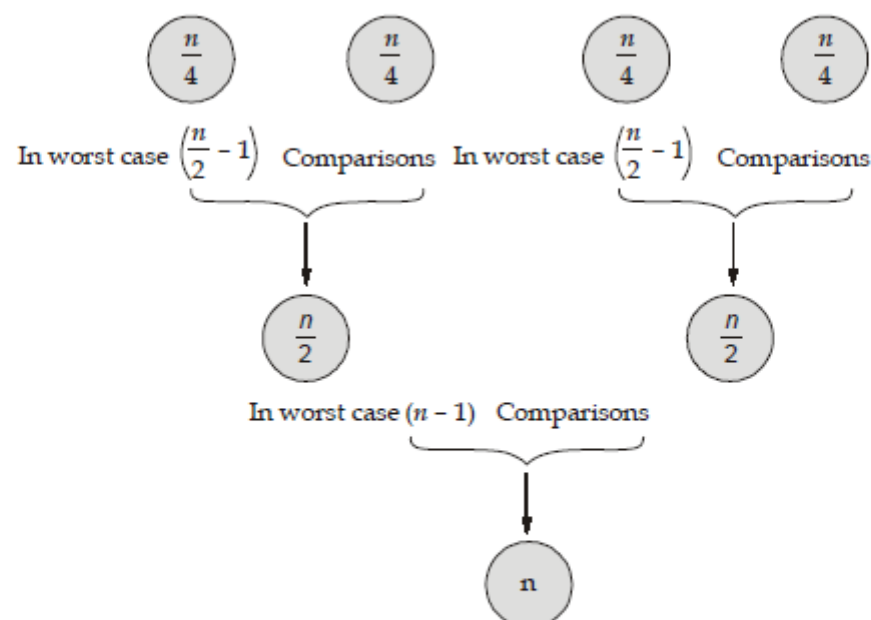 n/4 n/4 n/4 n/4
In worst case (n/2 – 1) Comparisons In worst case (n/2 – 1) Comparisons
n/2 n/2
In worst case (n – 1) Comparisons
n